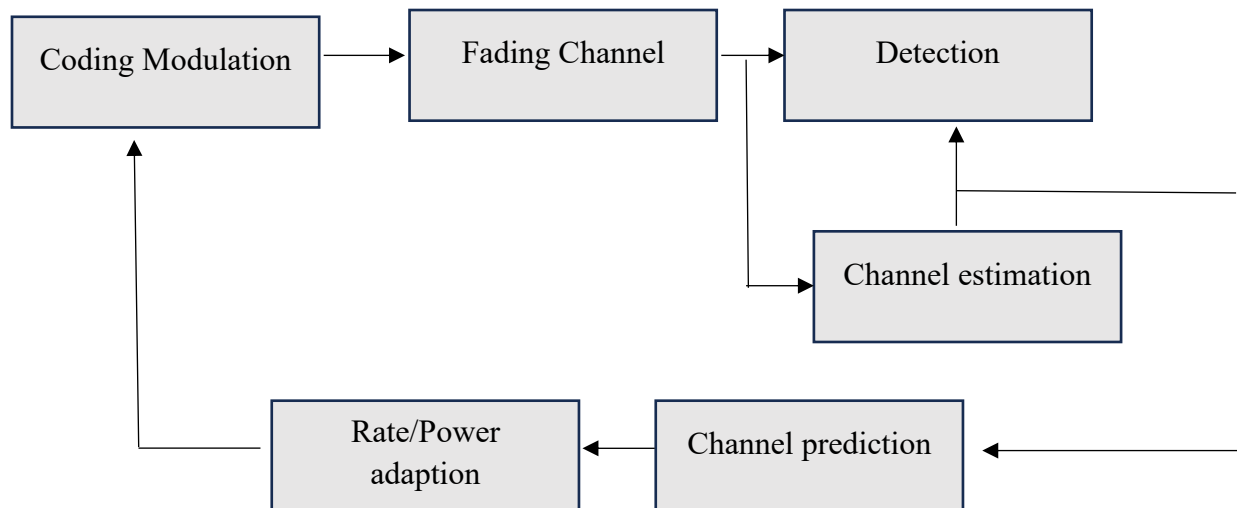 Coding Modulation
Fading Channel
Detection
Channel estimation
Rate/Power
adaption
Channel prediction